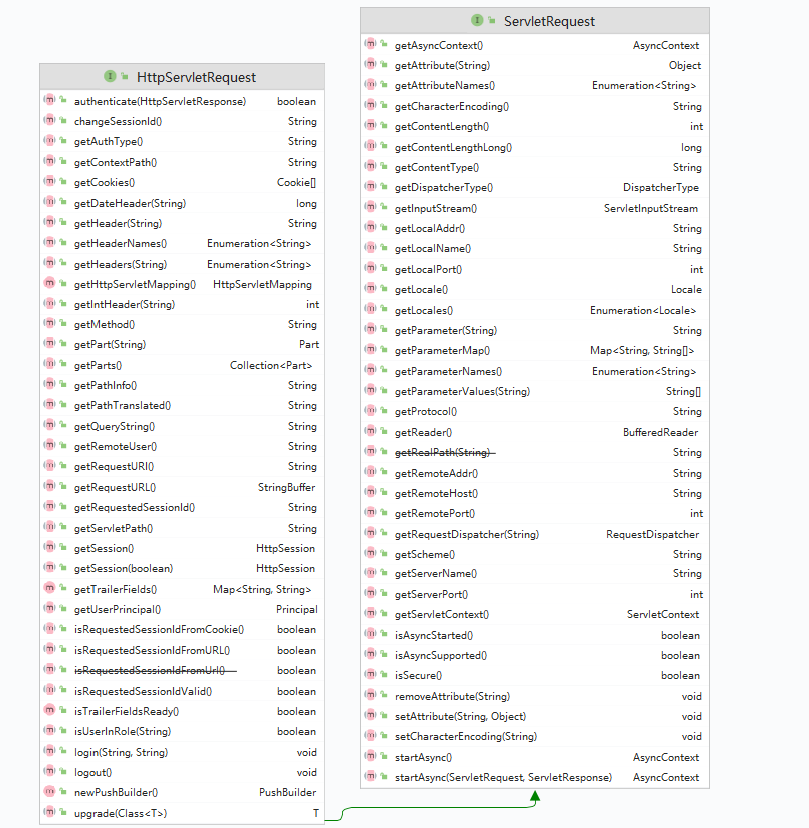 HttpServletRequest
authenticate(HttpServletResponse) boolean
changeSessionId() String
getAuthType() String
getContextPath() String
getCookies() Cookie[]
getDateHeader(String) long
getHeader(String) String
getHeaderNames() Enumeration<String>
getHeaders(String) Enumeration<String>
getHttpServletMapping() HttpServletMapping
getIntHeader(String) int
getMethod() String
getPart(String) Part
getParts() Collection<Part>
getPathInfo() String
getPathTranslated() String
getQueryString() String
getRemoteUser() String
getRequestURI() String
getRequestURL() StringBuffer
getRequestedSessionId() String
getServletPath() String
getSession() HttpSession
getSession(boolean) HttpSession
getTrailerFields() Map<String, String>
getUserPrincipal() Principal
isRequestedSessionIdFromCookie() boolean
isRequestedSessionIdFromURL() boolean
isRequestedSessionIdFromUrl() boolean
isRequestedSessionIdValid() boolean
isTrailerFieldsReady() boolean
isUserInRole(String) boolean
login(String, String) void
logout() void
newPushBuilder() PushBuilder
upgrade(Class<T>) T
ServletRequest
getAsyncContext() AsyncContext
getAttribute(String) Object
getAttributeNames() Enumeration<String>
getCharacterEncoding() String
getContentLength() int
getContentLengthLong() long
getContentType() String
getDispatcherType() DispatcherType
getInputStream() ServletInputStream
getLocalAddr() String
getLocalName() String
getLocalPort() int
getLocale() Locale
getLocales() Enumeration<Locale>
getParameter(String) String
getParameterMap() Map<String, String[]>
getParameterNames() Enumeration<String>
getParameterValues(String) String[]
getProtocol() String
getReader() BufferedReader
getRealPath(String) String
getRemoteAddr() String
getRemoteHost() String
getRemotePort() int
getRequestDispatcher(String) RequestDispatcher
getScheme() String
getServerName() String
getServerPort() int
getServletContext() ServletContext
isAsyncStarted() boolean
isAsyncSupported() boolean
isSecure() boolean
removeAttribute(String) void
setAttribute(String, Object) void
setCharacterEncoding(String) void
startAsync() AsyncContext
startAsync(ServletRequest, ServletResponse) AsyncContext